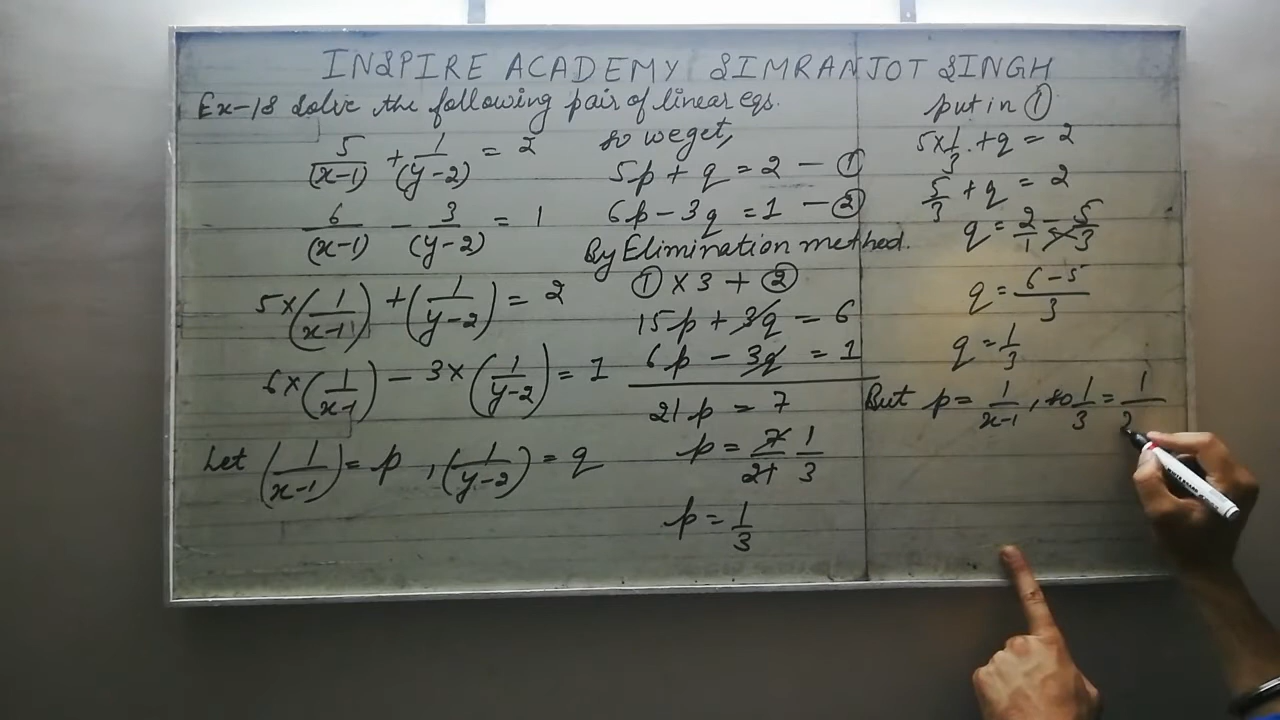 INSPIRE ACADEMY SIMRANJOT SINGH
Ex-18 Solve the following pair of linear eqs.
5/(x-1) + 1/(y-2) = 2
6/(x-1) - 3/(y-2) = 1
5×(1/(x-1)) + (1/(y-2)) = 2
6×(1/(x-1)) - 3×(1/(y-2)) = 1
Let (1/(x-1)) = p, (1/(y-2)) = q
so we get,
5p + q = 2 — ①
6p - 3q = 1 — ②
By Elimination method.
① × 3 + ②
15p + 3q = 6
6p - 3q = 1
21p = 7
p = 7/21 1/3
p = 1/3
put in ①
5×1/3 + q = 2
5/3 + q = 2
q = 2/1 - 5/3
q = (6-5)/3
q = 1/3
But p = 1/(x-1), so 1/3 = 1/